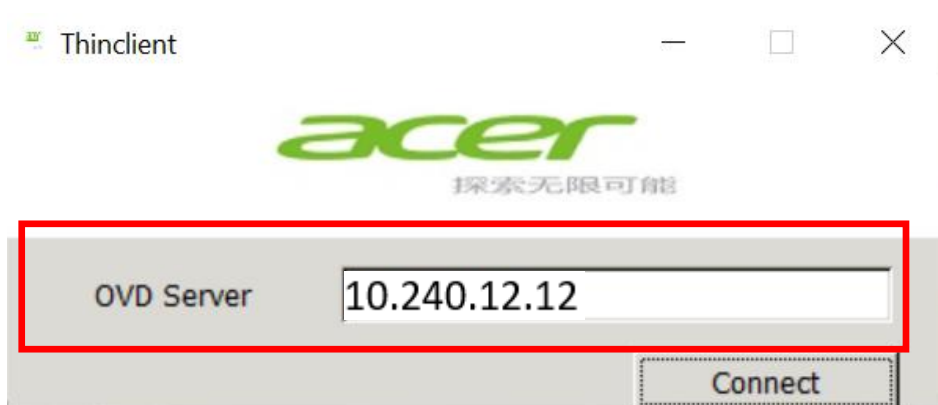 Thinclient
acer
探索无限可能
OVD Server 10.240.12.12
Connect